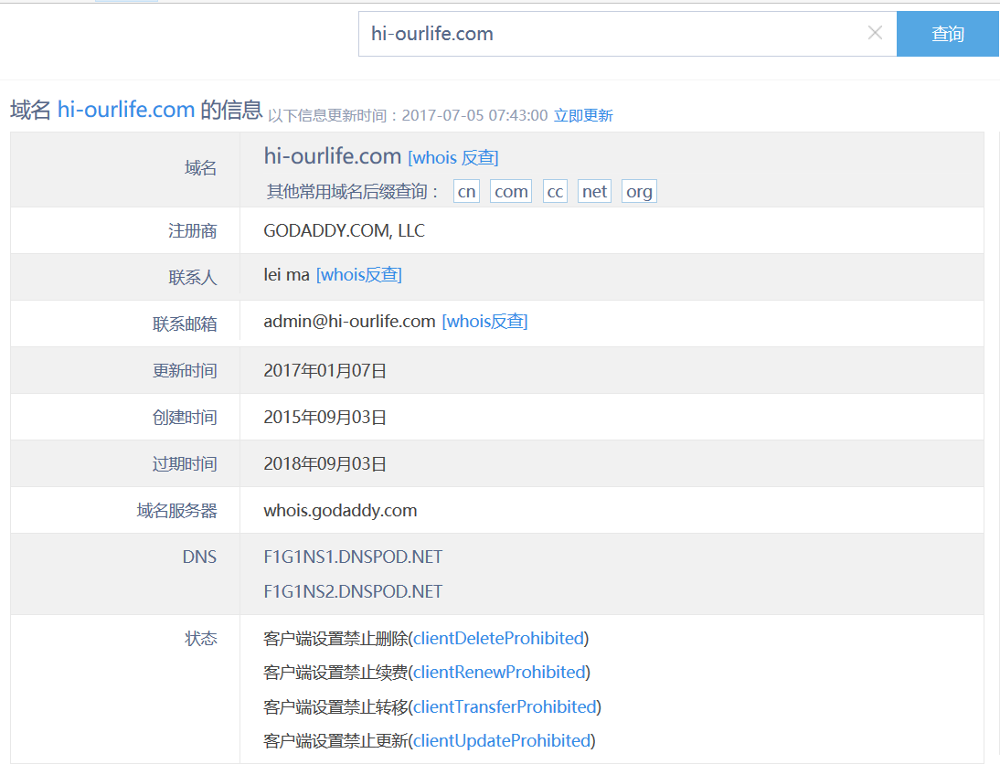 hi-ourlife.com
查询
域名 hi-ourlife.com 的信息 以下信息更新时间：2017-07-05 07:43:00 立即更新
域名 hi-ourlife.com [whois 反查]
其他常用域名后缀查询： cn com cc net org
注册商 GODADDY.COM, LLC
联系人 lei ma [whois反查]
联系邮箱 admin@hi-ourlife.com [whois反查]
更新时间 2017年01月07日
创建时间 2015年09月03日
过期时间 2018年09月03日
域名服务器 whois.godaddy.com
DNS F1G1NS1.DNSPOD.NET
F1G1NS2.DNSPOD.NET
状态 客户端设置禁止删除(clientDeleteProhibited)
客户端设置禁止续费(clientRenewProhibited)
客户端设置禁止转移(clientTransferProhibited)
客户端设置禁止更新(clientUpdateProhibited)